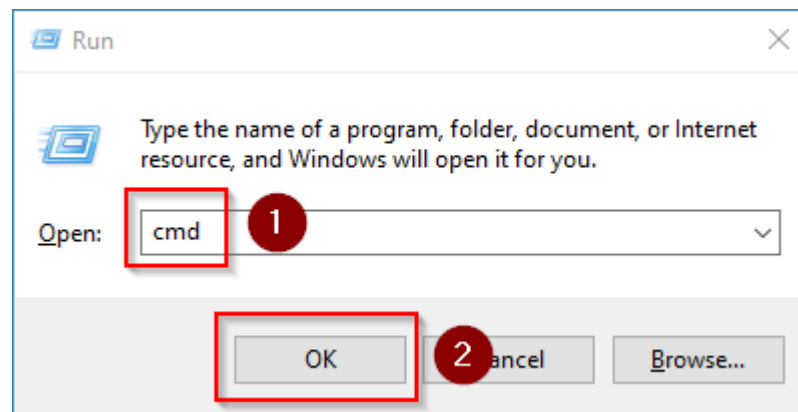 Run
Type the name of a program, folder, document, or Internet
resource, and Windows will open it for you.
Open: cmd 1
OK 2 ancel Browse...